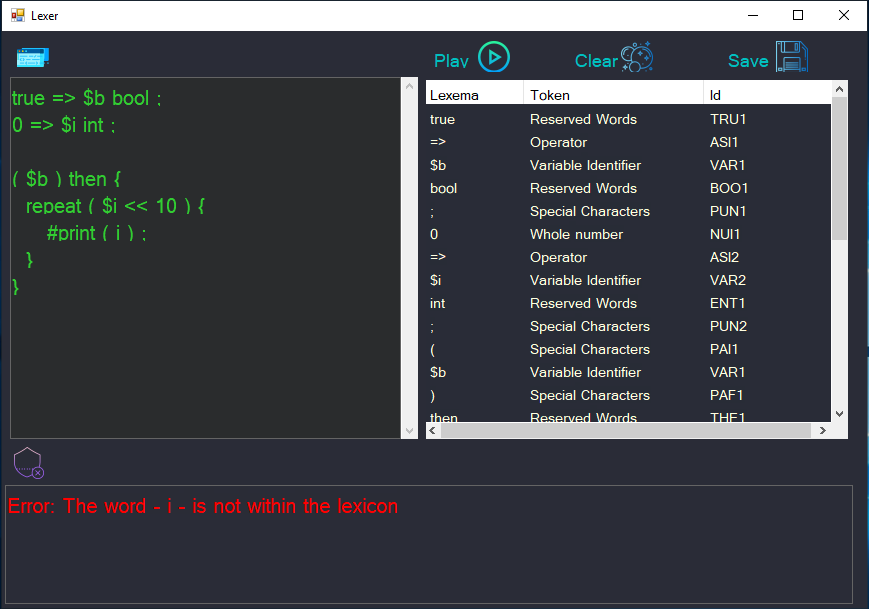 Lexer
Play
Clear
Save
true => $b bool ;
0 => $i int ;
( $b ) then {
repeat ( $i << 10 ) {
#print ( i ) ;
}
}
Lexema Token Id
true Reserved Words TRU1
=> Operator ASI1
$b Variable Identifier VAR1
bool Reserved Words BOO1
; Special Characters PUN1
0 Whole number NUI1
=> Operator ASI2
$i Variable Identifier VAR2
int Reserved Words ENT1
; Special Characters PUN2
( Special Characters PAI1
$b Variable Identifier VAR1
) Special Characters PAF1
then Reserved Words THE1
Error: The word - i - is not within the lexicon